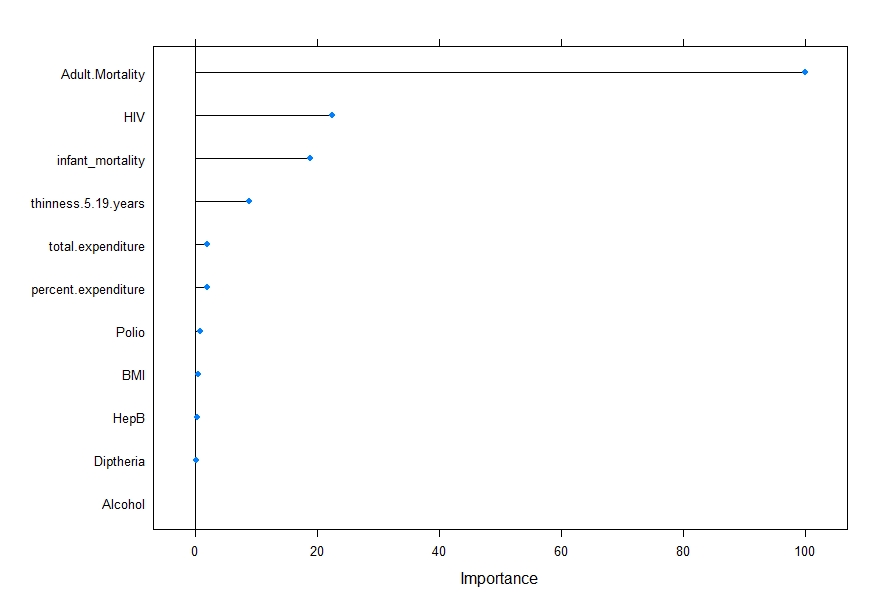 Adult.Mortality
HIV
infant_mortality
thinness.5.19.years
total.expenditure
percent.expenditure
Polio
BMI
HepB
Diptheria
Alcohol
0 20 40 60 80 100
Importance